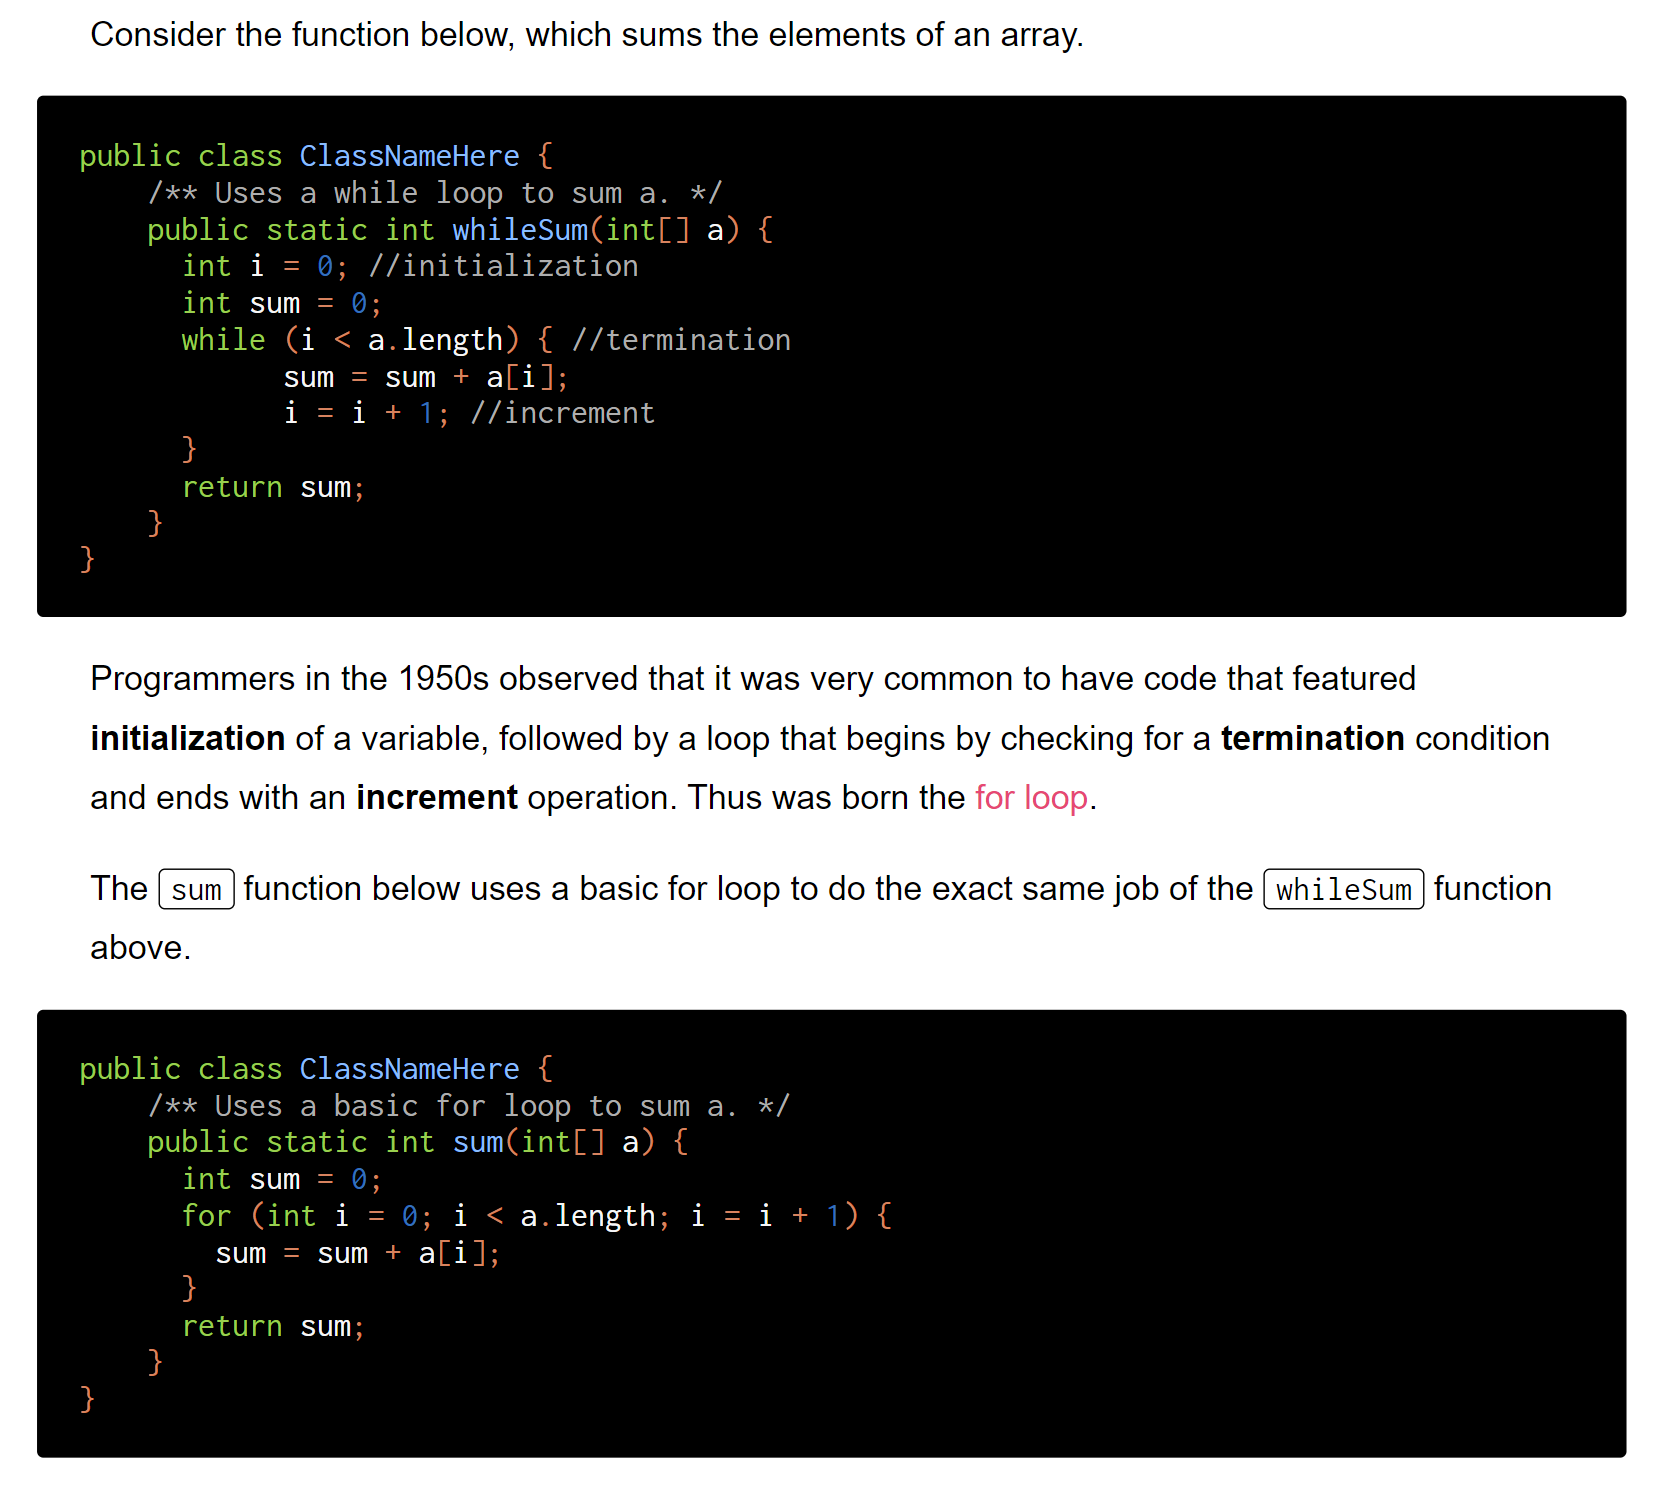 Consider the function below, which sums the elements of an array.
public class ClassNameHere {
    /** Uses a while loop to sum a. */
    public static int whileSum(int[] a) {
      int i = 0; //initialization
      int sum = 0;
      while (i < a.length) { //termination
            sum = sum + a[i];
            i = i + 1; //increment
      }
      return sum;
    }
}
Programmers in the 1950s observed that it was very common to have code that featured
initialization of a variable, followed by a loop that begins by checking for a termination condition
and ends with an increment operation. Thus was born the for loop.
The sum function below uses a basic for loop to do the exact same job of the whileSum function
above.
public class ClassNameHere {
    /** Uses a basic for loop to sum a. */
    public static int sum(int[] a) {
      int sum = 0;
      for (int i = 0; i < a.length; i = i + 1) {
        sum = sum + a[i];
      }
      return sum;
    }
}